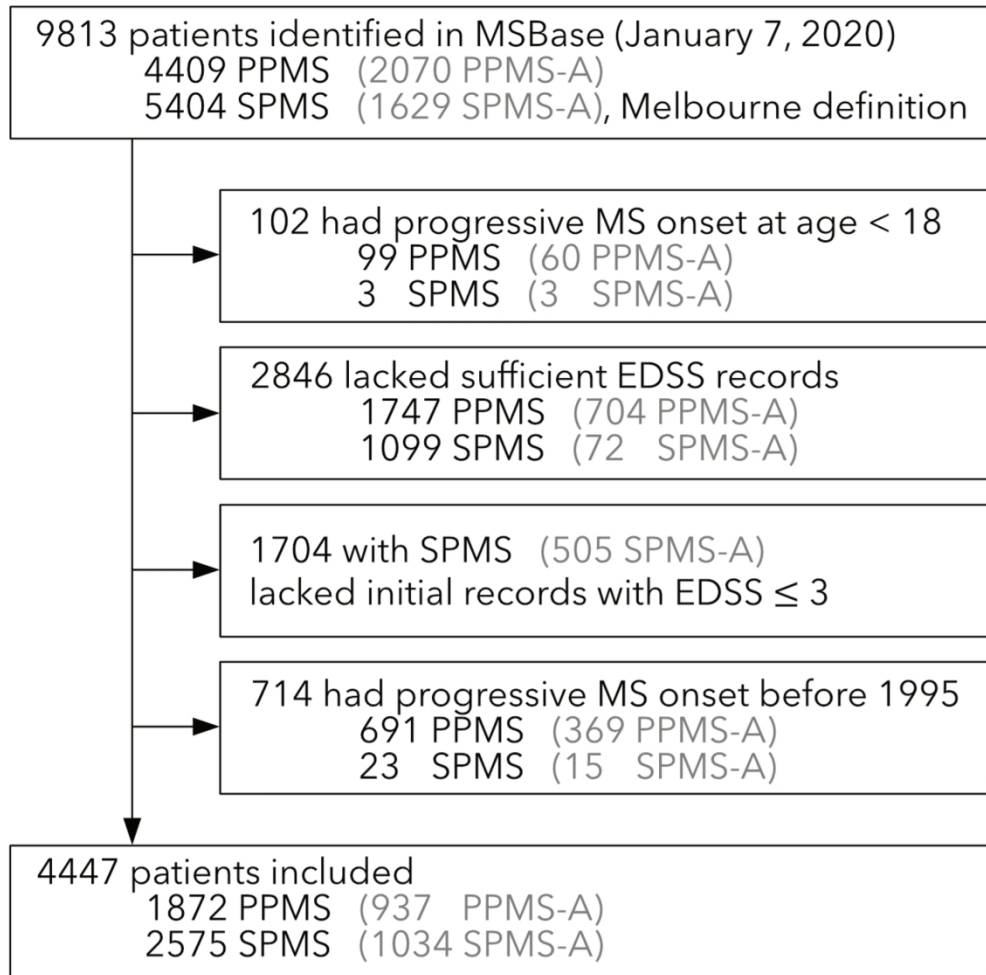 9813 patients identified in MSBase (January 7, 2020)
4409 PPMS (2070 PPMS-A)
5404 SPMS (1629 SPMS-A), Melbourne definition
102 had progressive MS onset at age < 18
99 PPMS (60 PPMS-A)
3 SPMS (3 SPMS-A)
2846 lacked sufficient EDSS records
1747 PPMS (704 PPMS-A)
1099 SPMS (72 SPMS-A)
1704 with SPMS (505 SPMS-A)
lacked initial records with EDSS ≤ 3
714 had progressive MS onset before 1995
691 PPMS (369 PPMS-A)
23 SPMS (15 SPMS-A)
4447 patients included
1872 PPMS (937 PPMS-A)
2575 SPMS (1034 SPMS-A)